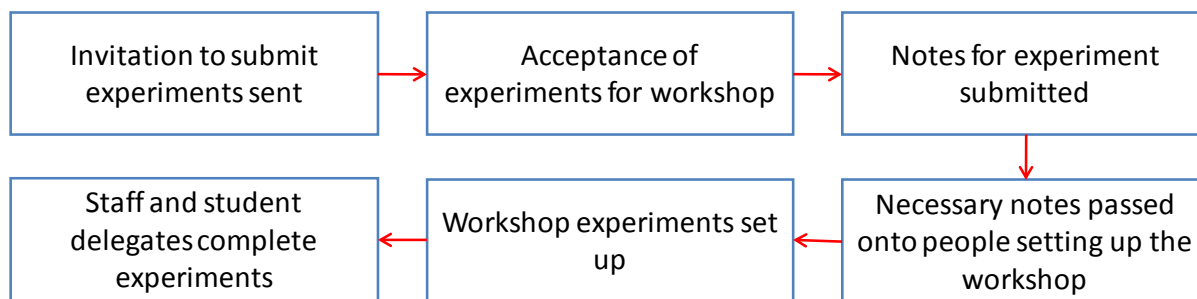 Invitation to submit
experiments sent
Acceptance of
experiments for workshop
Notes for experiment
submitted
Necessary notes passed
onto people setting up the
workshop
Workshop experiments set
up
Staff and student
delegates complete
experiments